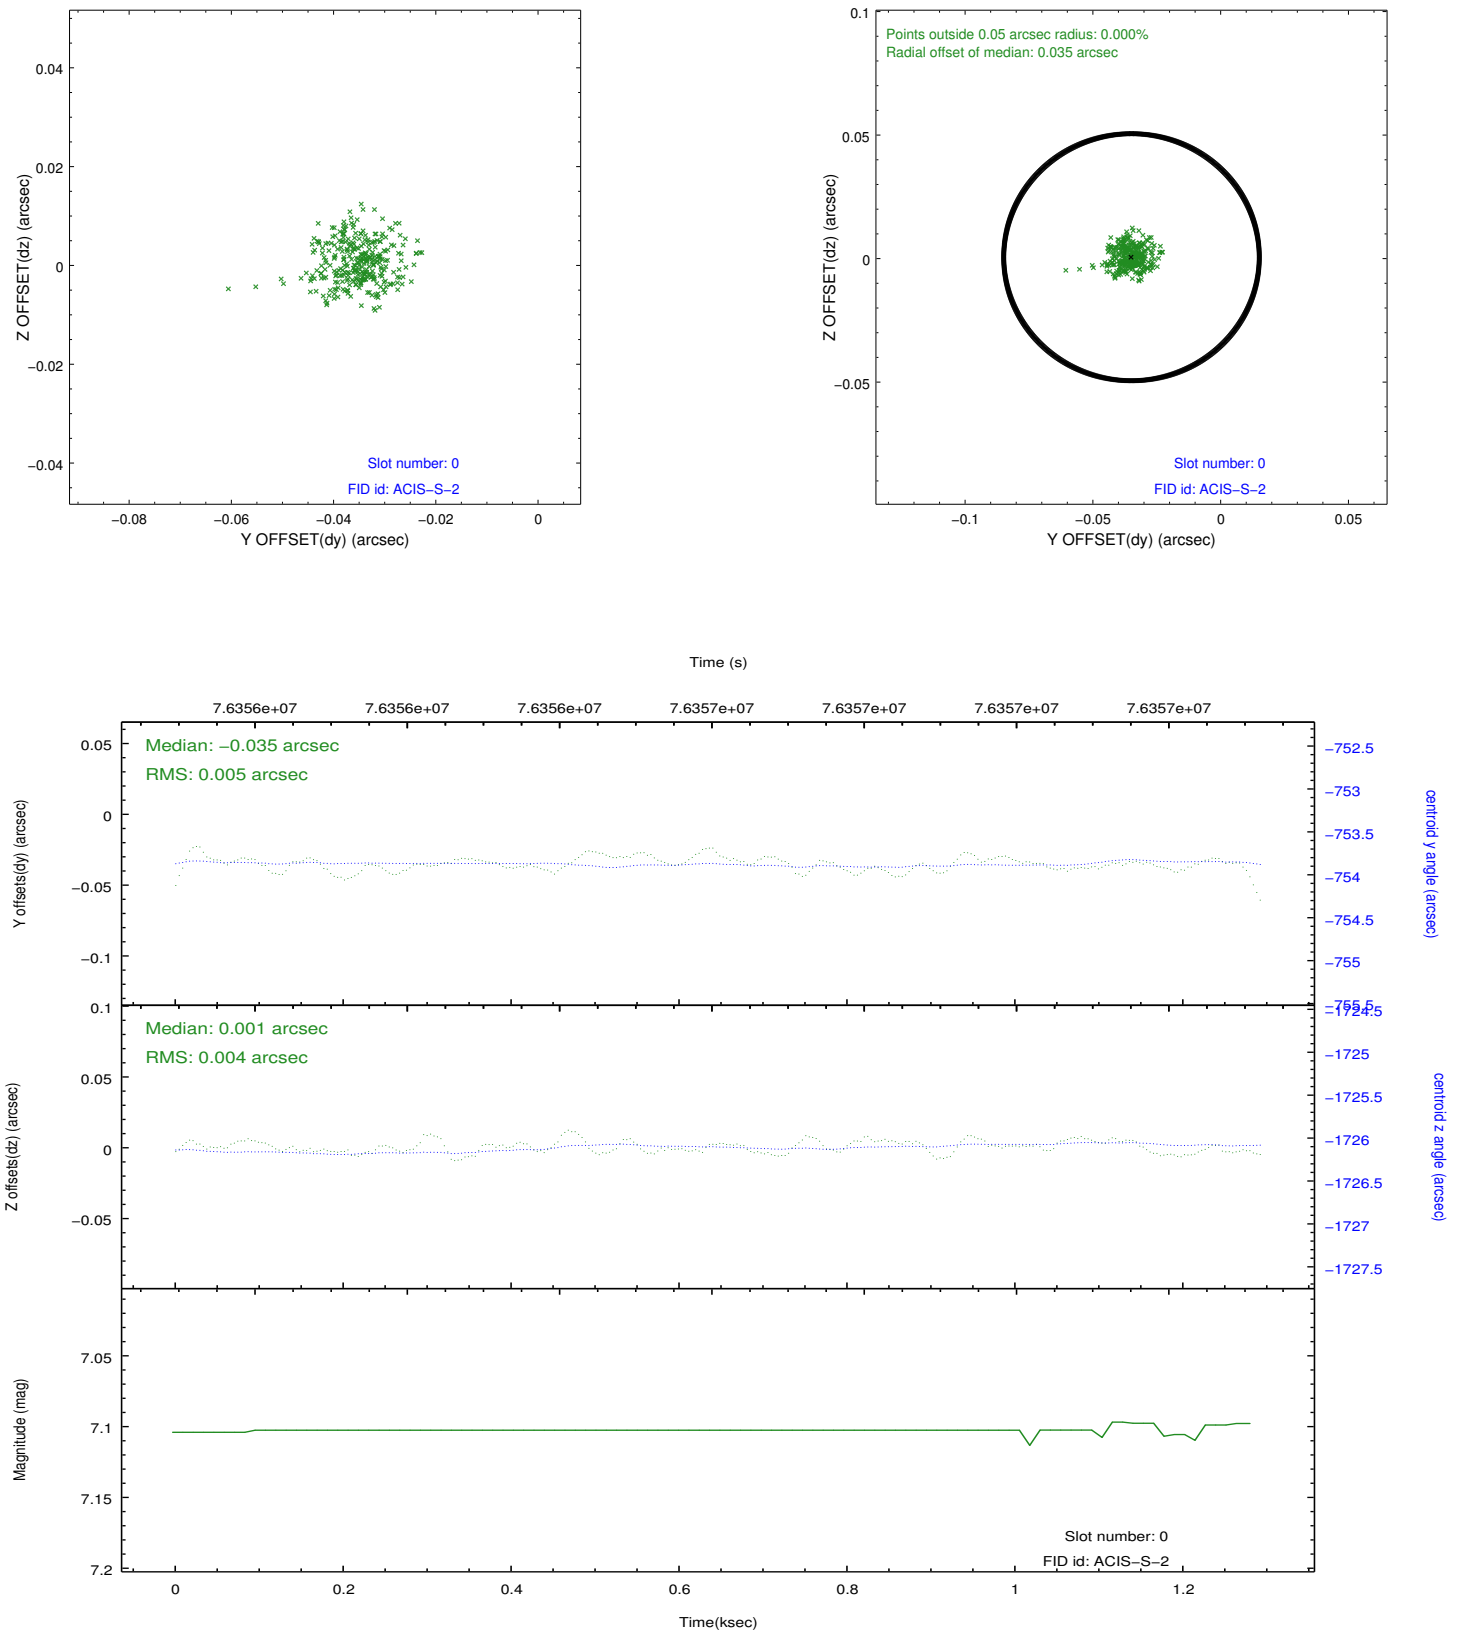 0.04
0.02
0
−0.02
−0.04
Z OFFSET(dz) (arcsec)
Slot number: 0
FID id: ACIS−S−2
−0.08 −0.06 −0.04 −0.02 0
Y OFFSET(dy) (arcsec)
0.1
0.05
0
−0.05
Z OFFSET(dz) (arcsec)
Points outside 0.05 arcsec radius: 0.000%
Radial offset of median: 0.035 arcsec
Slot number: 0
FID id: ACIS−S−2
−0.1 −0.05 0 0.05
Y OFFSET(dy) (arcsec)
Time (s)
7.6356e+07 7.6356e+07 7.6356e+07 7.6357e+07 7.6357e+07 7.6357e+07 7.6357e+07
Median: −0.035 arcsec
RMS: 0.005 arcsec
0.05
0
−0.05
−0.1
Y offsets(dy) (arcsec)
−752.5
−753
−753.5
−754
−754.5
−755
−755.5
centroid y angle (arcsec)
Median: 0.001 arcsec
RMS: 0.004 arcsec
0.1
0.05
0
−0.05
Z offsets(dz) (arcsec)
−1724.5
−1725
−1725.5
−1726
−1726.5
−1727
−1727.5
centroid z angle (arcsec)
7.05
7.1
7.15
7.2
Magnitude (mag)
Slot number: 0
FID id: ACIS−S−2
0 0.2 0.4 0.6 0.8 1 1.2
Time(ksec)